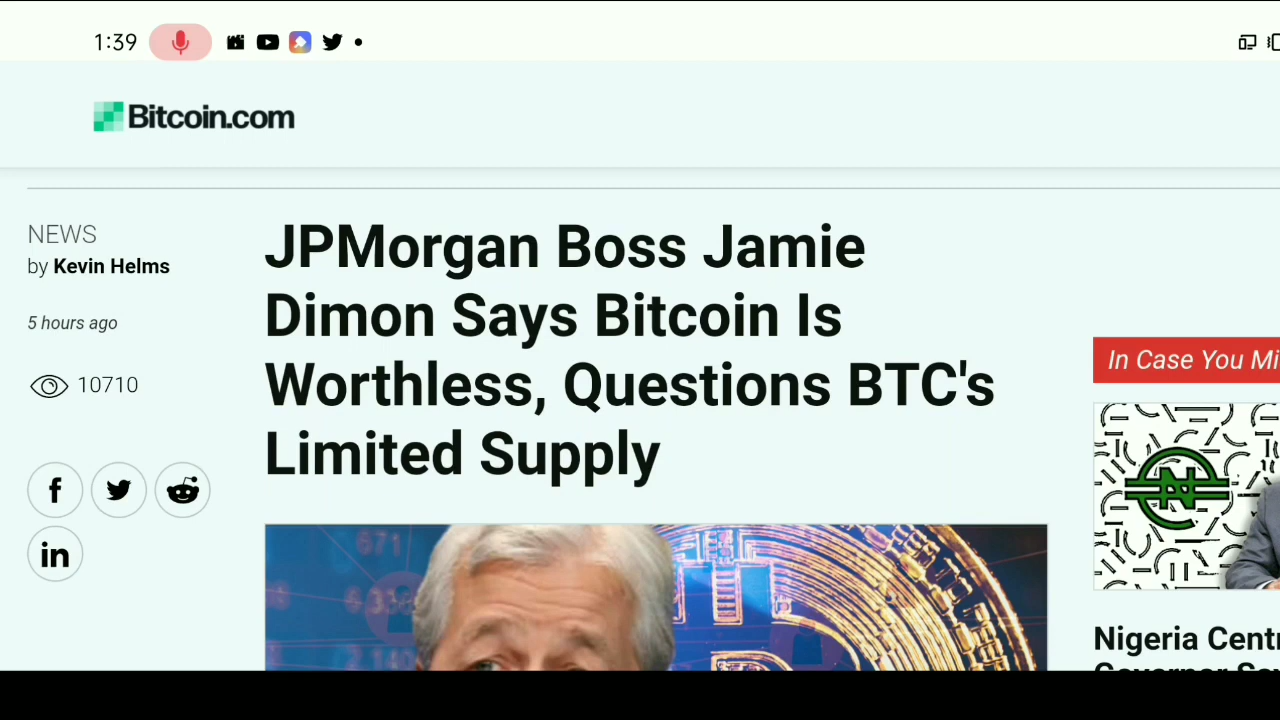 1:39
Bitcoin.com
NEWS
by Kevin Helms
5 hours ago
10710
JPMorgan Boss Jamie
Dimon Says Bitcoin Is
Worthless, Questions BTC's
Limited Supply
In Case You Mi
671
Nigeria Centr